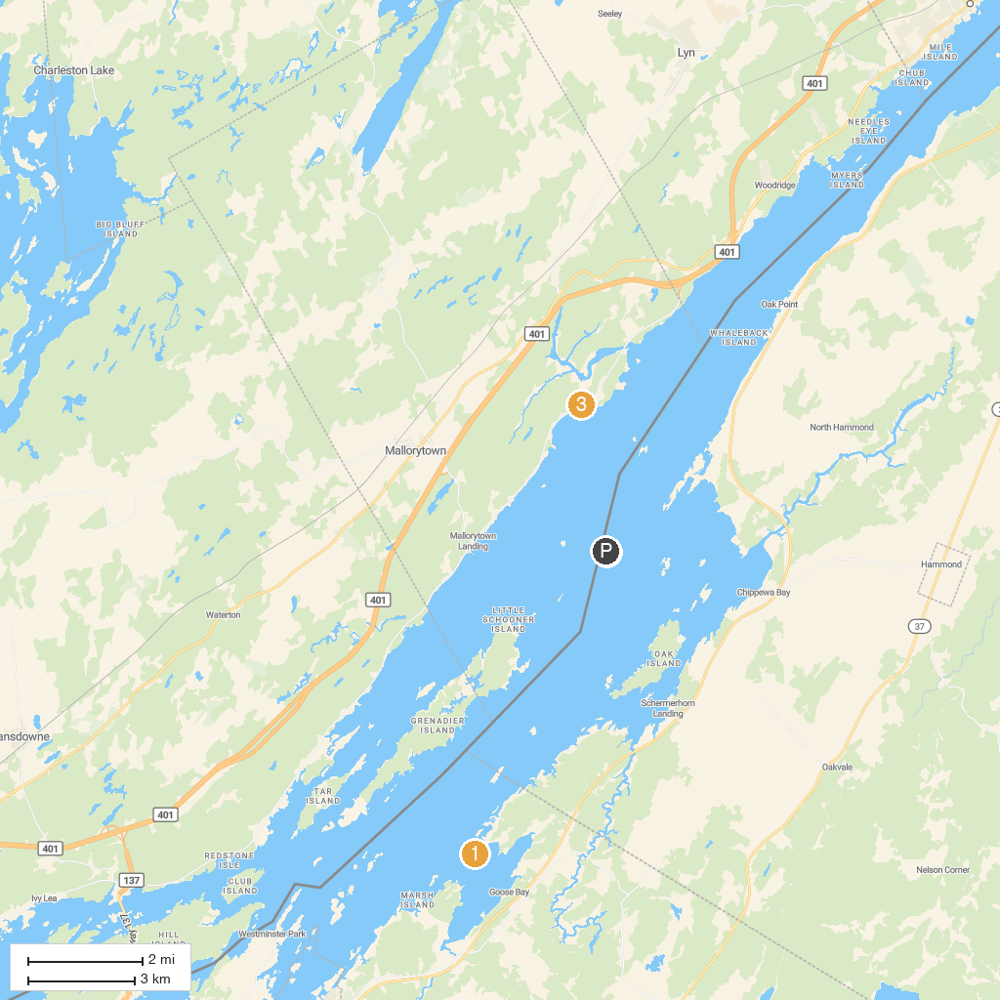 Seeley
Lyn
MILE
ISLAND
Charleston Lake
CHUB
ISLAND
401
NEEDLES
EYE
ISLAND
MYERS
ISLAND
Woodridge
BIG BLUFF
ISLAND
401
Oak Point
401
WHALEBACK
ISLAND
3
North Hammond
Mallorytown
Mallorytown
Landing
P
Hammond
401
Chippewa Bay
Waterton
LITTLE
SCHOONER
ISLAND
37
OAK
ISLAND
Schermerhorn
Landing
GRENADIER
ISLAND
ansdowne
Oakvale
TAR
ISLAND
401
401
1
REDSTONE
ISLE
137
CLUB
ISLAND
Nelson Corner
Ivy Lea
MARSH
ISLAND
Goose Bay
137
HILL
Westminster Park
2 mi
3 km